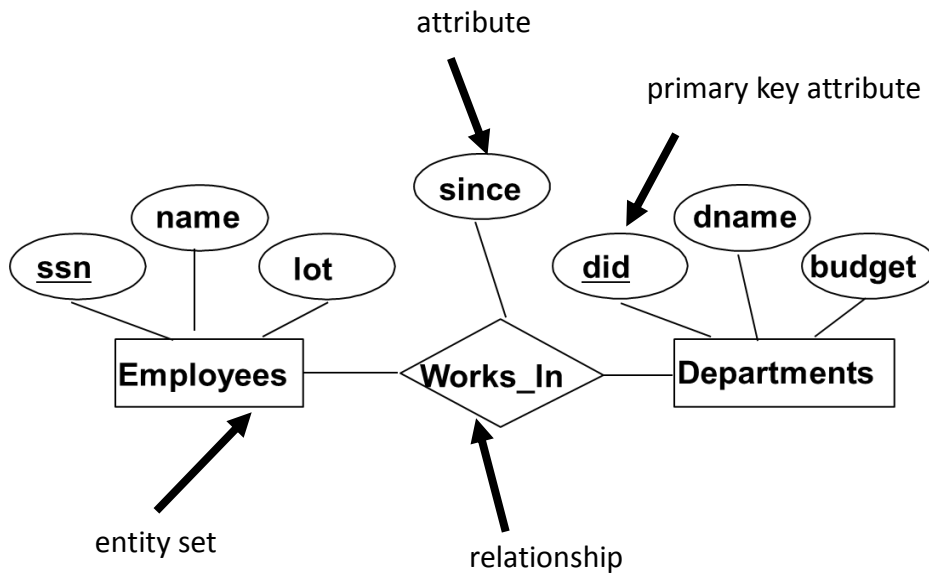 attribute
primary key attribute
since
name
dname
ssn
lot
did
budget
Employees
Works_In
Departments
entity set
relationship